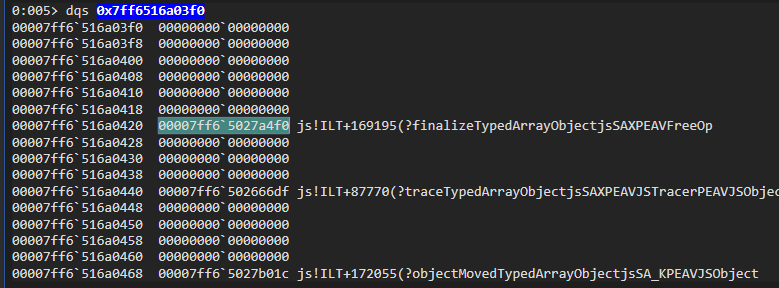 0:005> dqs 0x7ff6516a03f0
00007ff6`516a03f0 00000000`00000000
00007ff6`516a03f8 00000000`00000000
00007ff6`516a0400 00000000`00000000
00007ff6`516a0408 00000000`00000000
00007ff6`516a0410 00000000`00000000
00007ff6`516a0418 00000000`00000000
00007ff6`516a0420 00007ff6`5027a4f0 js!ILT+169195(?finalizeTypedArrayObjectjsSAXPEAVFreeOp
00007ff6`516a0428 00000000`00000000
00007ff6`516a0430 00000000`00000000
00007ff6`516a0438 00000000`00000000
00007ff6`516a0440 00007ff6`502666df js!ILT+87770(?traceTypedArrayObjectjsSAXPEAVJSTracerPEAVJSObjec
00007ff6`516a0448 00000000`00000000
00007ff6`516a0450 00000000`00000000
00007ff6`516a0458 00000000`00000000
00007ff6`516a0460 00000000`00000000
00007ff6`516a0468 00007ff6`5027b01c js!ILT+172055(?objectMovedTypedArrayObjectjsSA_KPEAVJSObject